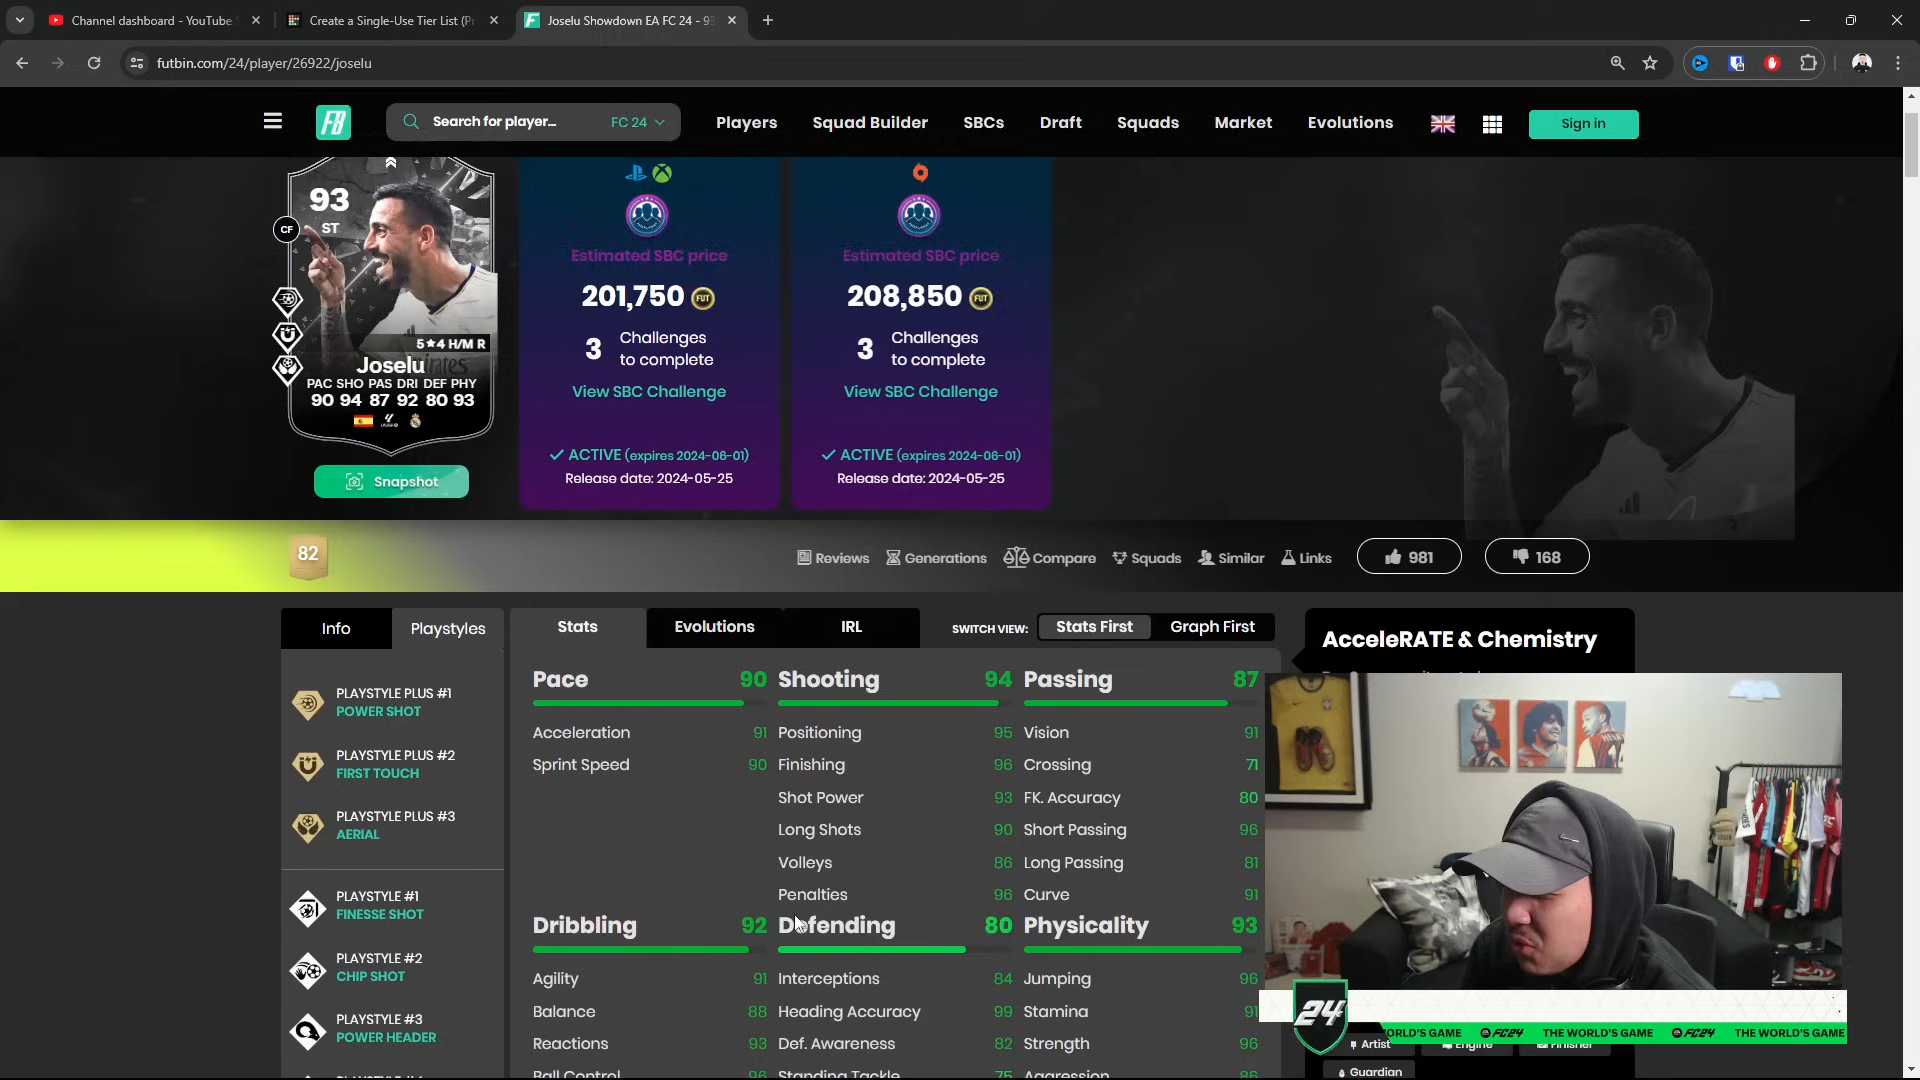 Channel dashboard - YouTube
Create a Single-Use Tier List (P
Joselu Showdown EA FC 24 - 93
futbin.com/24/player/26922/joselu
Search for player... FC 24
Players Squad Builder SBCs Draft Squads Market Evolutions Sign in
93
ST
CF
5★4 H/M R
Joselu
PAC SHO PAS DRI DEF PHY
90 94 87 92 80 93
Snapshot
Estimated SBC price
201,750
3 Challenges
to complete
View SBC Challenge
ACTIVE (expires 2024-06-01)
Release date: 2024-05-25
Estimated SBC price
208,850
3 Challenges
to complete
View SBC Challenge
ACTIVE (expires 2024-06-01)
Release date: 2024-05-25
82
Reviews Generations Compare Squads Similar Links 981 168
Info Playstyles
PLAYSTYLE PLUS #1
POWER SHOT
PLAYSTYLE PLUS #2
FIRST TOUCH
PLAYSTYLE PLUS #3
AERIAL
PLAYSTYLE #1
FINESSE SHOT
PLAYSTYLE #2
CHIP SHOT
PLAYSTYLE #3
POWER HEADER
Stats Evolutions IRL SWITCH VIEW: Stats First Graph First
Pace 90
Acceleration 91
Sprint Speed 90
Shooting 94
Positioning 95
Finishing 96
Shot Power 93
Long Shots 90
Volleys 86
Penalties 96
Passing 87
Vision 91
Crossing 71
FK. Accuracy 80
Short Passing 96
Long Passing 81
Curve 91
Dribbling 92
Agility 91
Balance 88
Reactions 93
Ball Control 96
Defending 80
Interceptions 84
Heading Accuracy 99
Def. Awareness 82
Standing Tackle 75
Physicality 93
Jumping 96
Stamina 91
Strength 96
Aggression 86
AcceleRATE & Chemistry
24
ORLD'S GAME FC24 THE WORLD'S GAME FC24 THE WORLD'S GAME
Artist Engine Finisher
Guardian